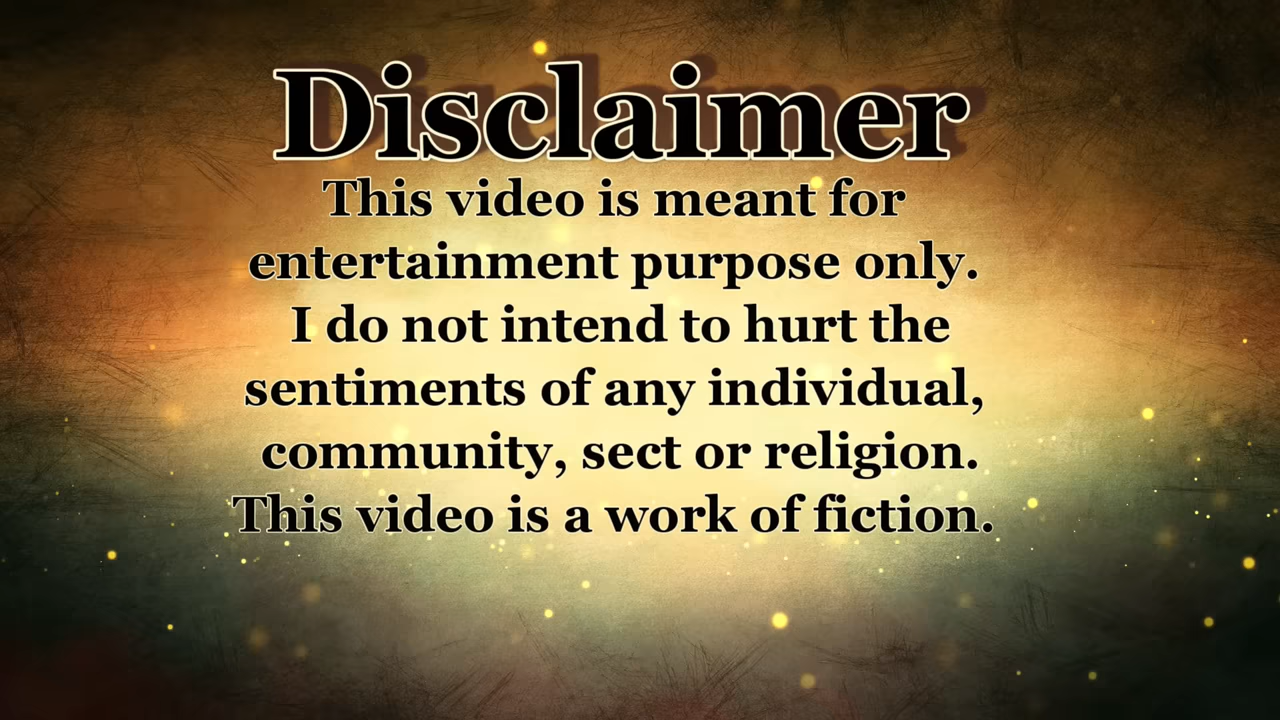 Disclaimer
This video is meant for
entertainment purpose only.
I do not intend to hurt the
sentiments of any individual,
community, sect or religion.
This video is a work of fiction.